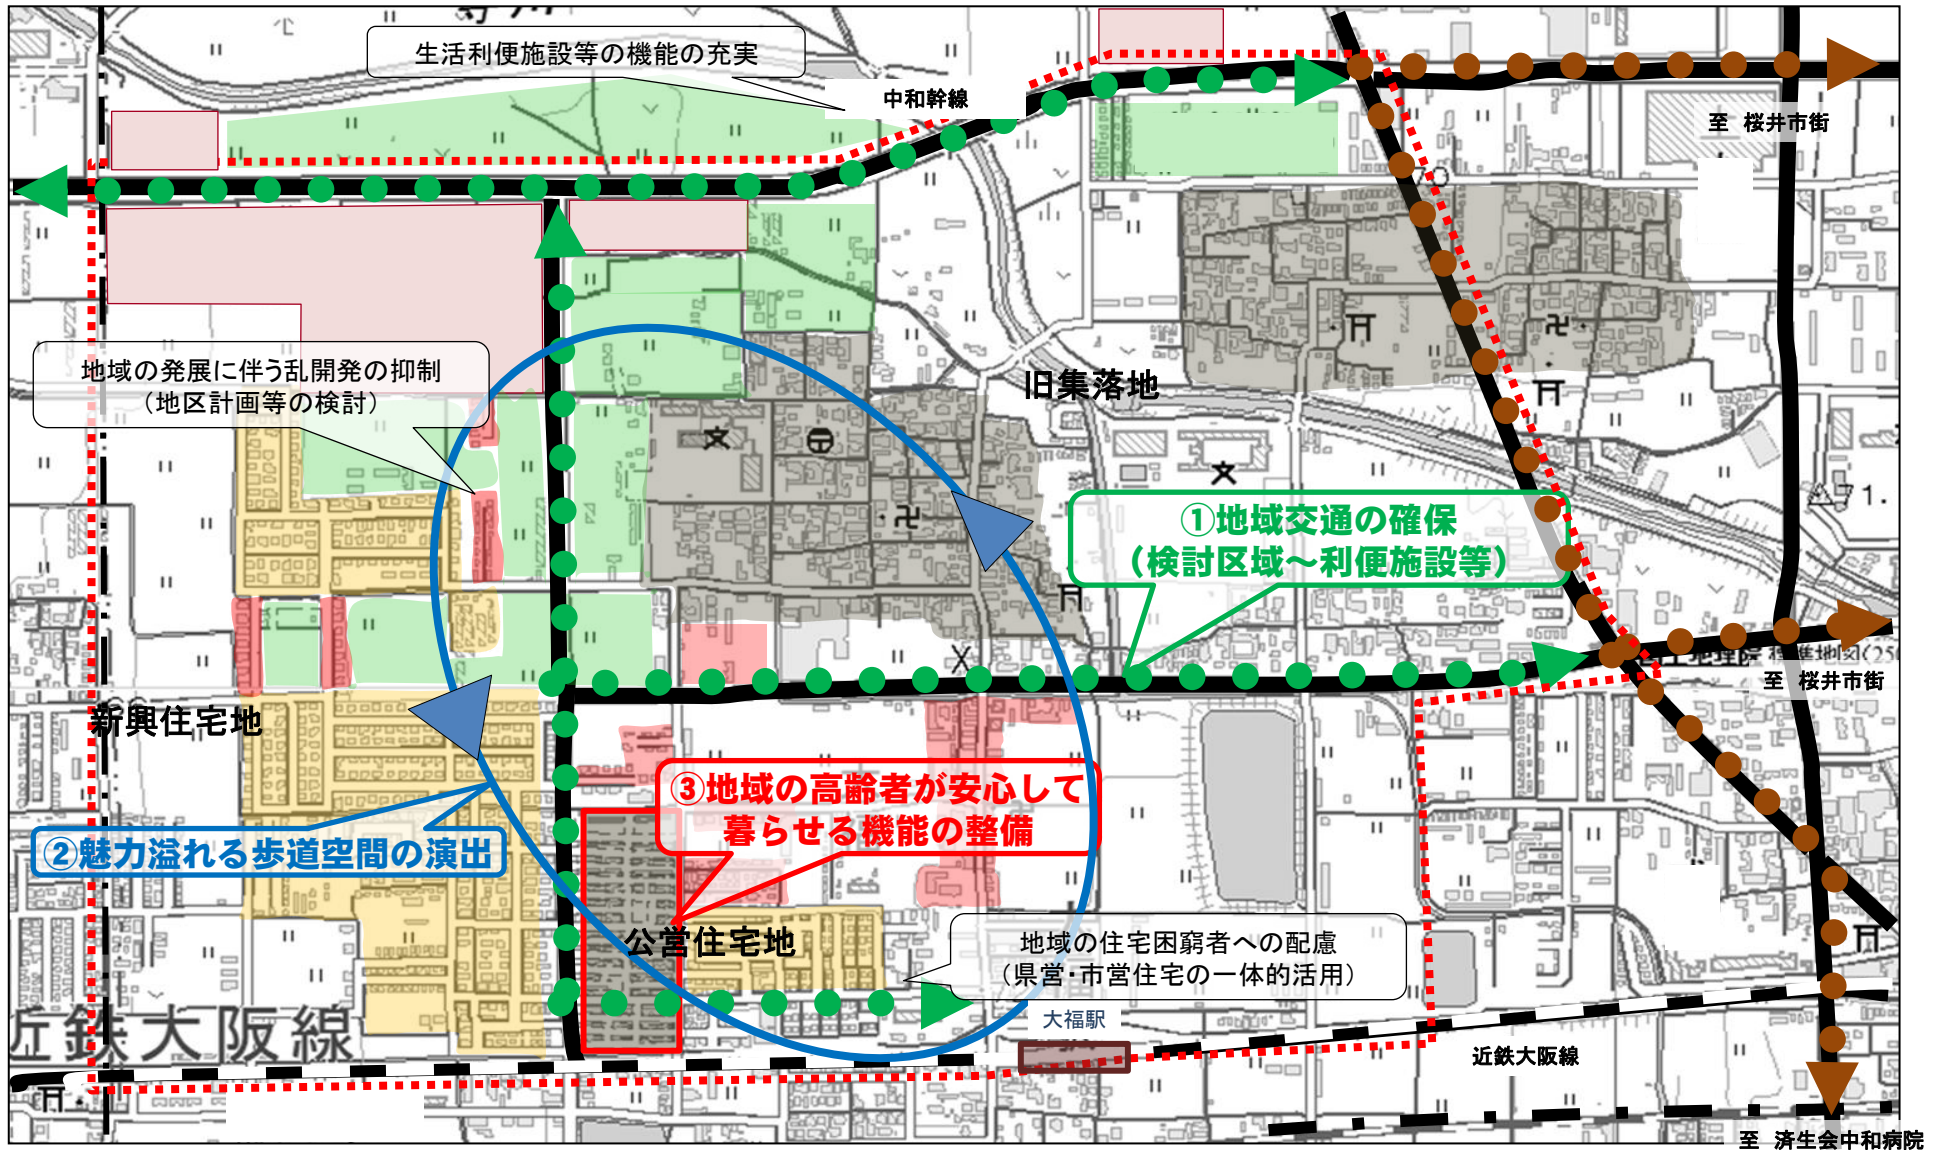 生活利便施設等の機能の充実
中和幹線
至 桜井市街
70
地域の発展に伴う乱開発の抑制
（地区計画等の検討）
旧集落地
71.
①地域交通の確保
（検討区域～利便施設等）
至 桜井市街
新興住宅地
③地域の高齢者が安心して
暮らせる機能の整備
②魅力溢れる歩道空間の演出
公営住宅地
地域の住宅困窮者への配慮
（県営・市営住宅の一体的活用）
大福駅
近鉄大阪線
近鉄大阪線
至 済生会中和病院